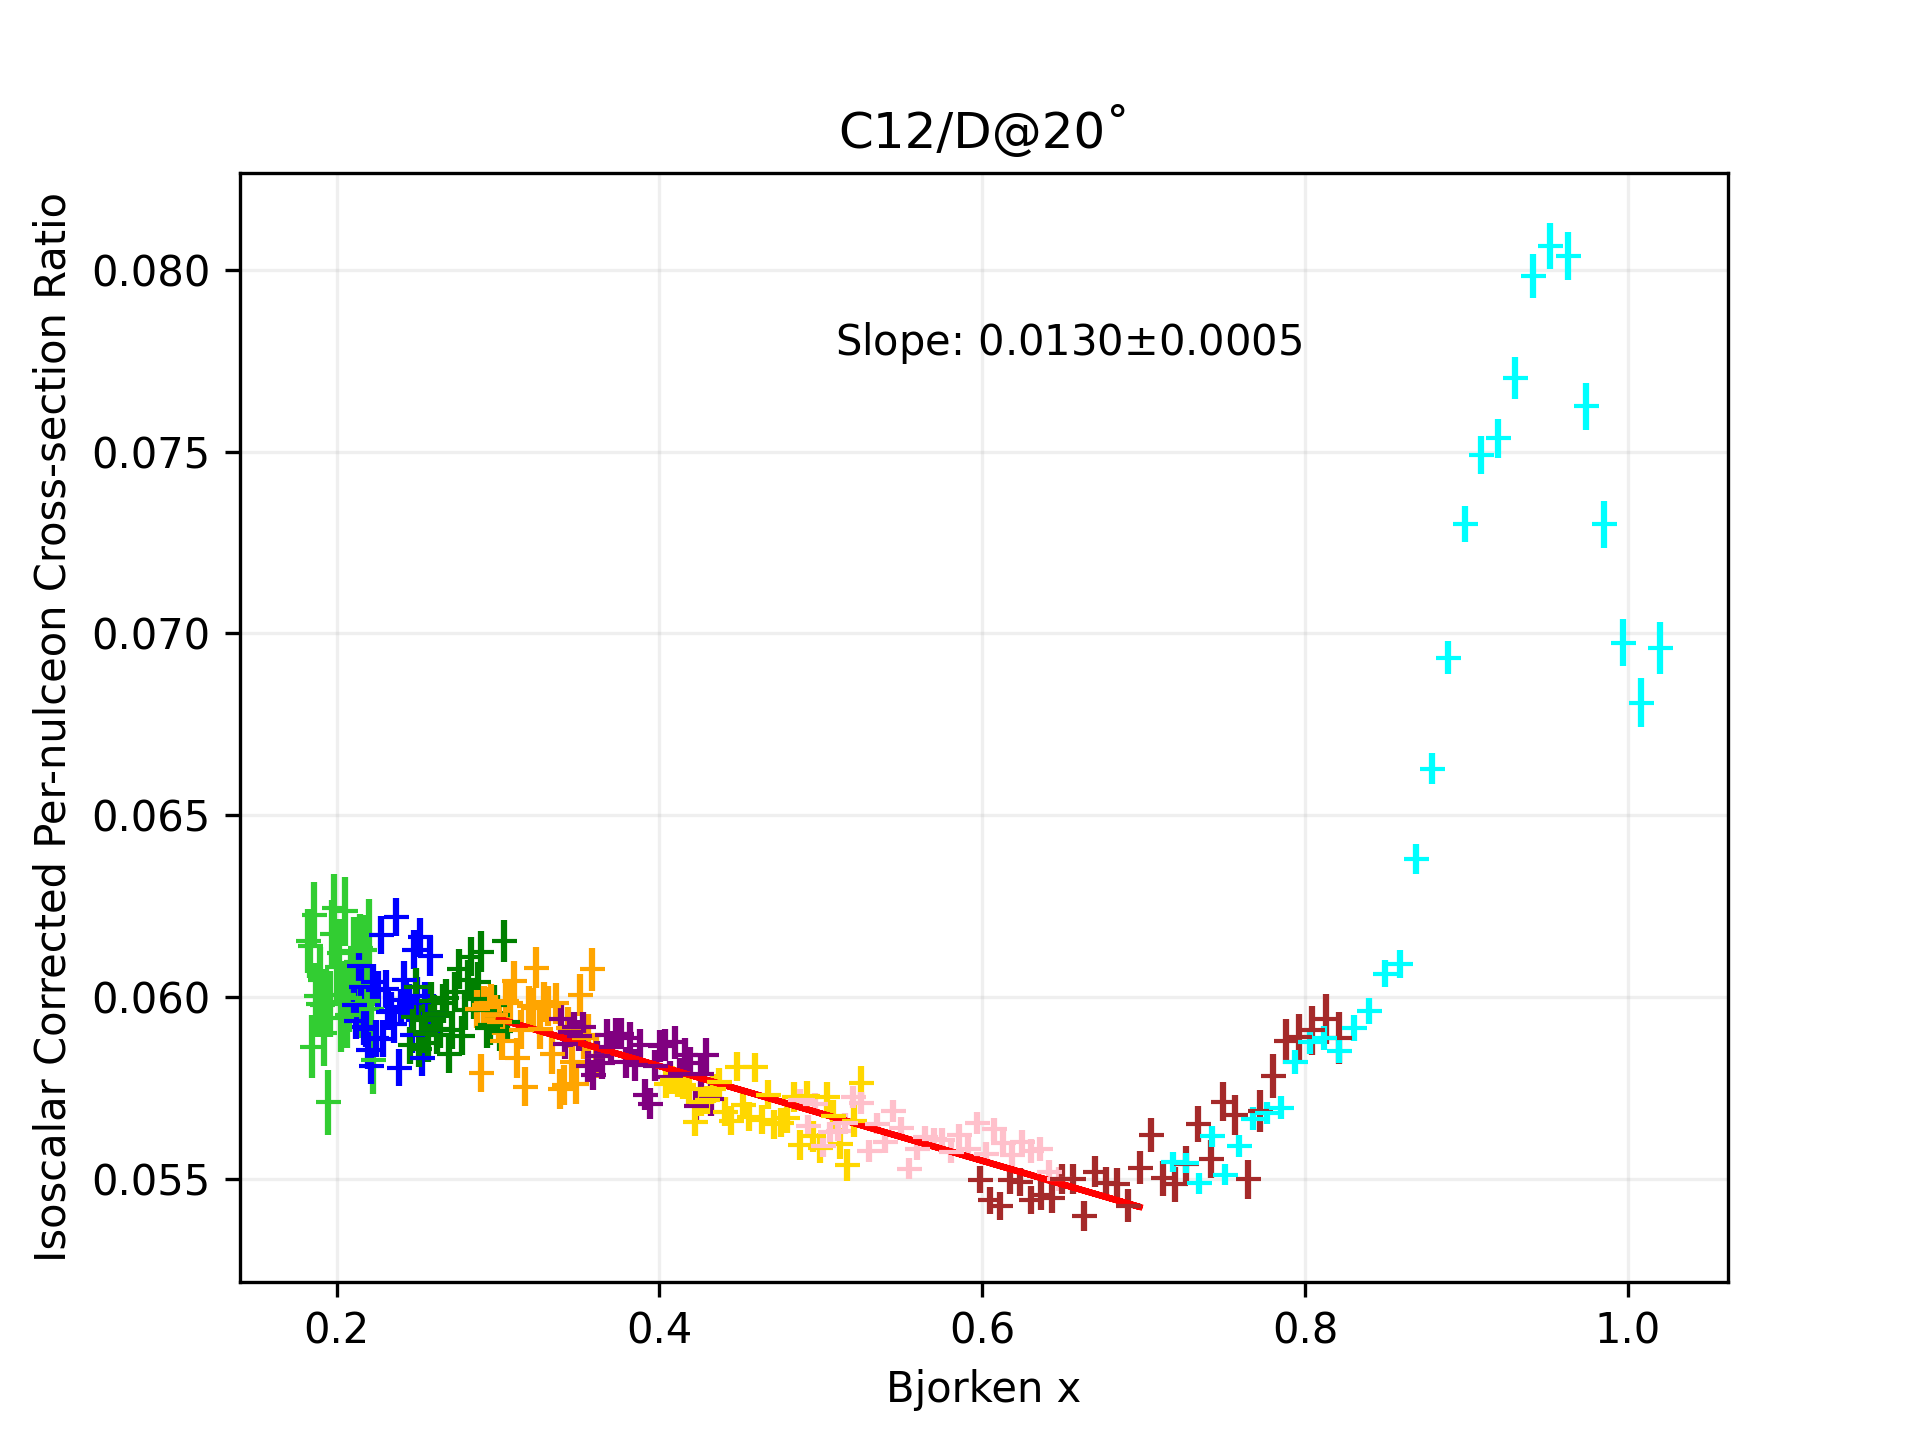 C12/D@20˚
Isoscalar Corrected Per-nulceon Cross-section Ratio
0.080
0.075
0.070
0.065
0.060
0.055
Slope: 0.0130±0.0005
0.2 0.4 0.6 0.8 1.0
Bjorken x